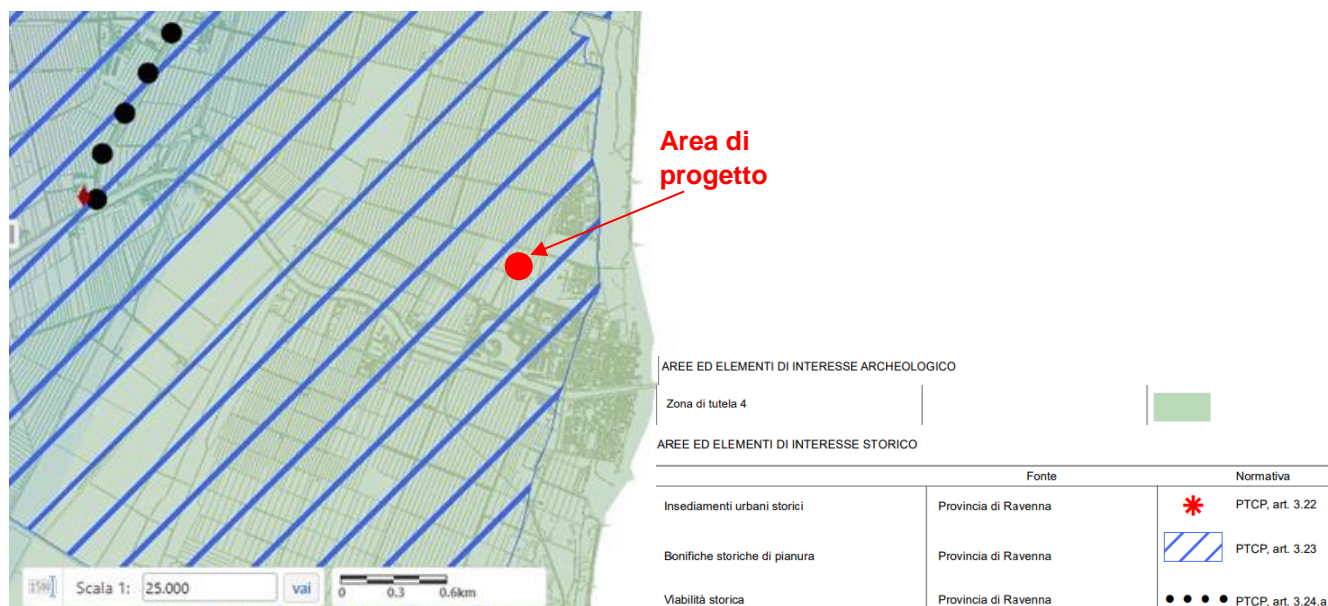 Area di
progetto
AREE ED ELEMENTI DI INTERESSE ARCHEOLOGICO
Zona di tutela 4
AREE ED ELEMENTI DI INTERESSE STORICO
Fonte Normativa
Insediamenti urbani storici Provincia di Ravenna PTCP, art. 3.22
Bonifiche storiche di pianura Provincia di Ravenna PTCP, art. 3.23
Viabilità storica Provincia di Ravenna PTCP, art. 3.24.a
Scala 1: 25.000 vai
0 0.3 0.6km